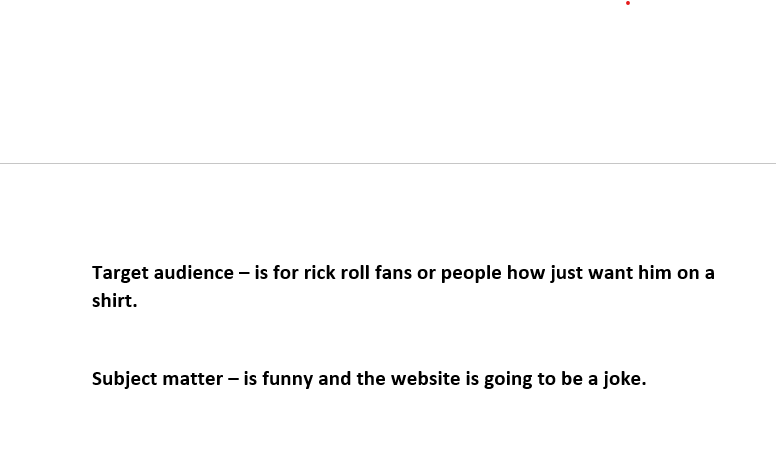 Target audience – is for rick roll fans or people how just want him on a
shirt.
Subject matter – is funny and the website is going to be a joke.